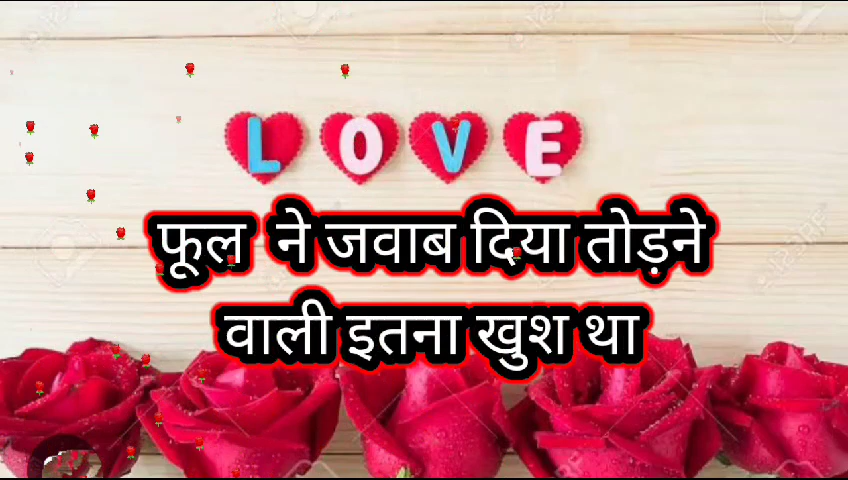 LOVE
फूल ने जवाब दिया तोड़ने
वाली इतना खुश था